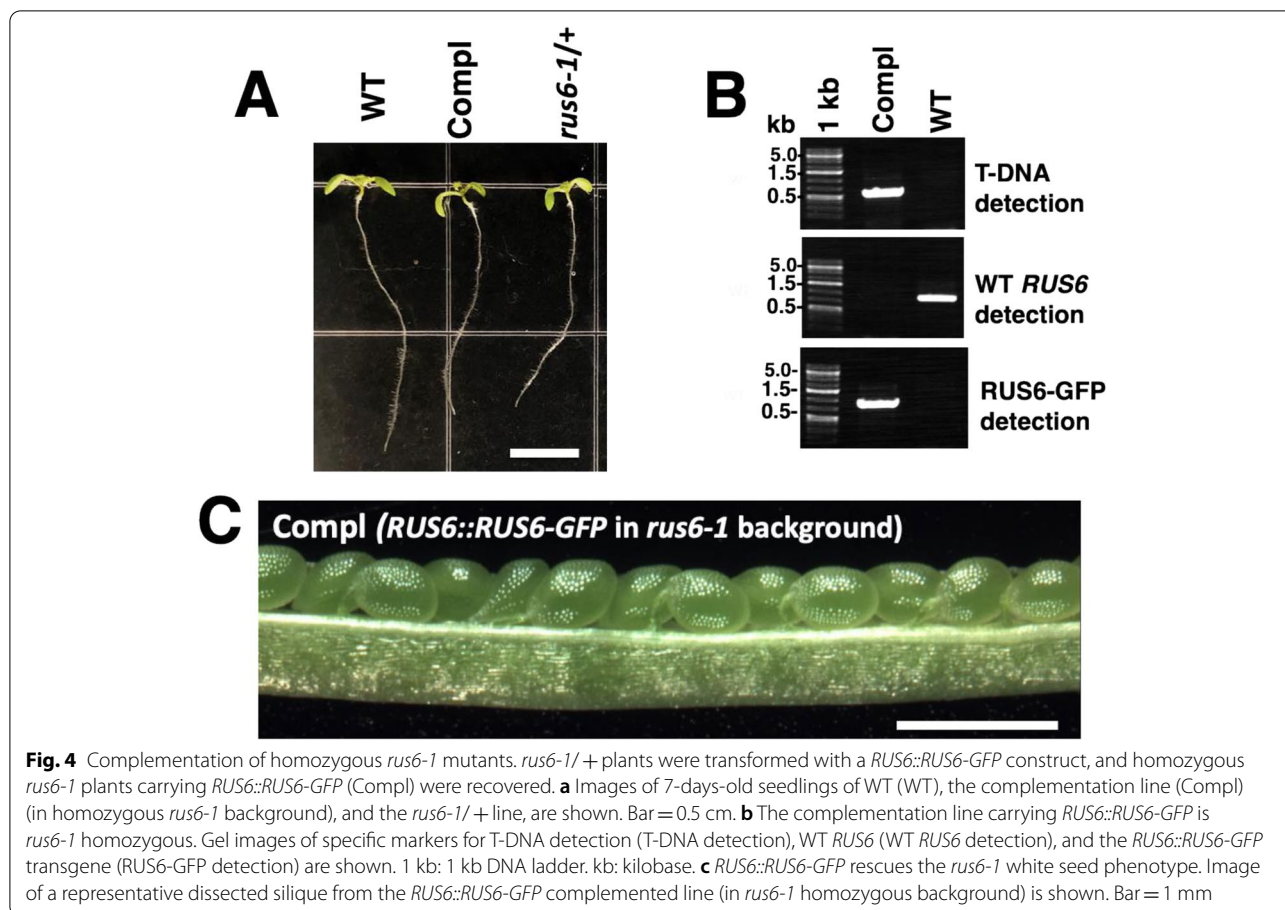 A
WT
Compl
rus6-1/+
B
kb
1 kb
Compl
WT
5.0-
1.5-
0.5-
T-DNA
detection
5.0-
1.5-
0.5-
WT RUS6
detection
5.0-
1.5-
0.5-
RUS6-GFP
detection
C
Compl (RUS6::RUS6-GFP in rus6-1 background)
Fig. 4 Complementation of homozygous rus6-1 mutants. rus6-1/+ plants were transformed with a RUS6::RUS6-GFP construct, and homozygous
rus6-1 plants carrying RUS6::RUS6-GFP (Compl) were recovered. a Images of 7-days-old seedlings of WT (WT), the complementation line (Compl)
(in homozygous rus6-1 background), and the rus6-1/+ line, are shown. Bar = 0.5 cm. b The complementation line carrying RUS6::RUS6-GFP is
rus6-1 homozygous. Gel images of specific markers for T-DNA detection (T-DNA detection), WT RUS6 (WT RUS6 detection), and the RUS6::RUS6-GFP
transgene (RUS6-GFP detection) are shown. 1 kb: 1 kb DNA ladder. kb: kilobase. c RUS6::RUS6-GFP rescues the rus6-1 white seed phenotype. Image
of a representative dissected silique from the RUS6::RUS6-GFP complemented line (in rus6-1 homozygous background) is shown. Bar = 1 mm